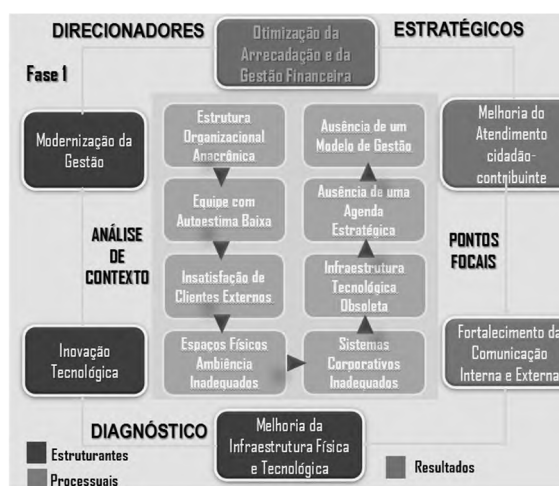 DIRECIONADORES
ESTRATÉGICOS
Otimização da
Arrecadação e da
Gestão Financeira
Fase 1
Modernização da
Gestão
Estrutura
Organizacional
Anacrônica
Ausência de um
Modelo de Gestão
Melhoria do
Atendimento
cidadão-
contribuinte
Equipe com
Autoestima Baixa
Ausência de uma
Agenda
Estratégica
ANÁLISE
DE
CONTEXTO
PONTOS
FOCAIS
Insatisfação de
Clientes Externos
Infraestrutura
Tecnológica
Obsoleta
Inovação
Tecnológica
Espaços Físicos
Ambiência
Inadequados
Sistemas
Corporativos
Inadequados
Fortalecimento da
Comunicação
Interna e Externa
DIAGNÓSTICO
Melhoria da
Infraestrutura Física
e Tecnológica
Estruturantes
Processuais
Resultados